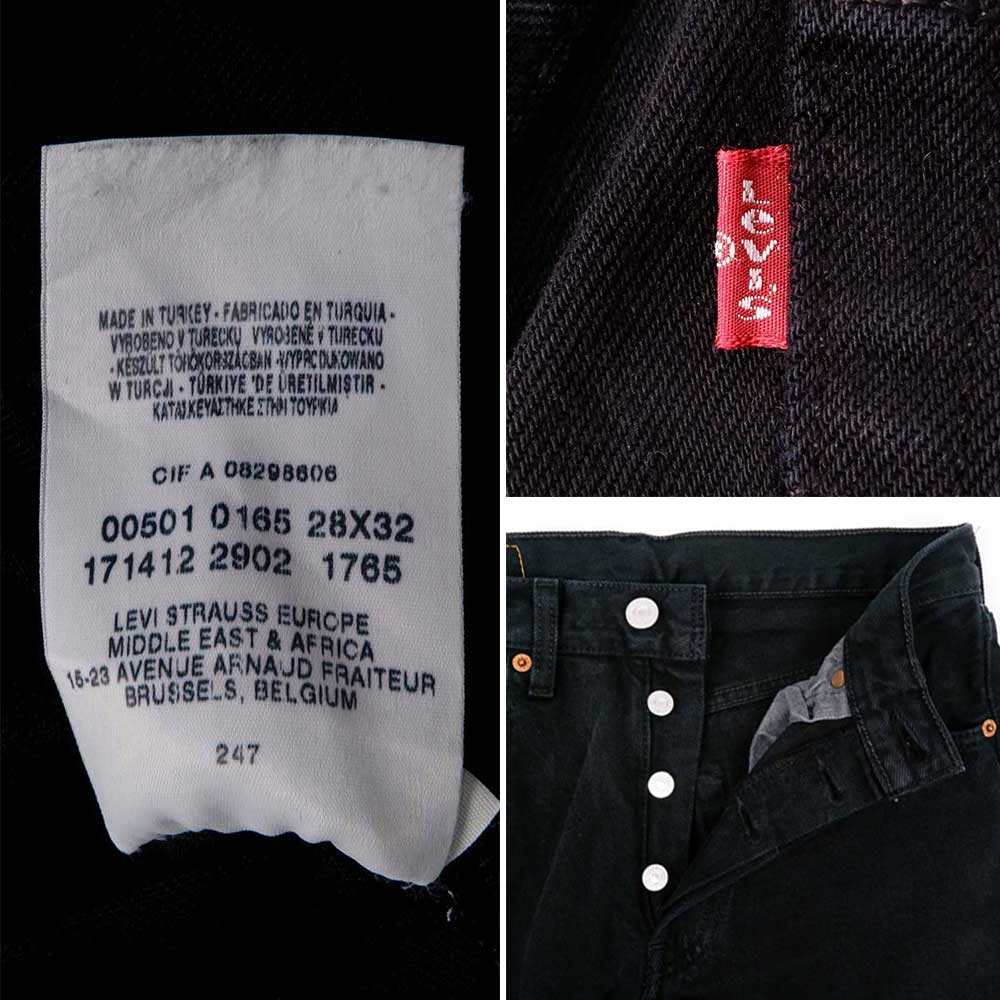 MADE IN TURKEY - FABRICADO EN TURQUIA -
VYROBENO V TURECKU VYROBENÉ V TURECKU
- KESZULT TOROKORSZAGBAN - WYPRODUKOWANO
W TURCJI - TÜRKIYE 'DE ÜRETILMISTIR -
ΚΑΤΑΣΚΕΥΑΣΤΗΚΕ ΣΤΗΝ ΤΟΥΡΚΙΑ
CIF A 08298606
00501 0165 28X32
171412 2902 1765
LEVI STRAUSS EUROPE
MIDDLE EAST & AFRICA
15-23 AVENUE ARNAUD FRAITEUR
BRUSSELS, BELGIUM
247
LEVI'S
®